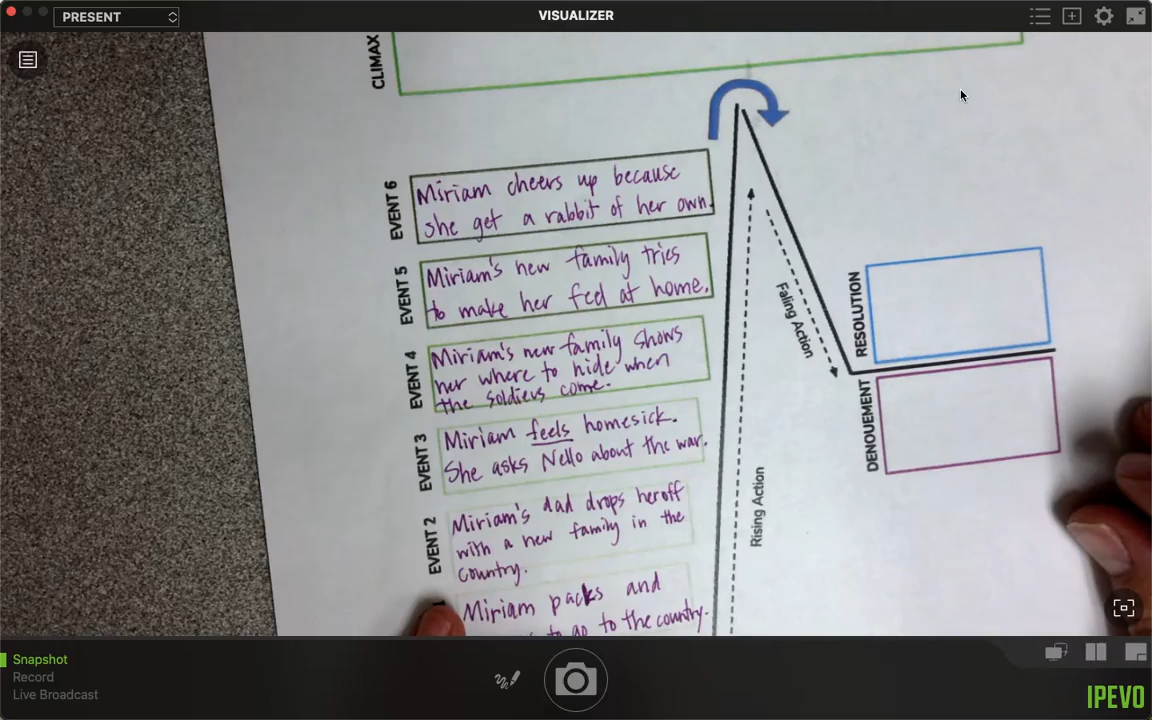 PRESENT
VISUALIZER
CLIMAX
EVENT 6
Miriam cheers up because
she get a rabbit of her own.
EVENT 5
Miriam's new family tries
to make her feel at home.
EVENT 4
Miriam's new family shows
her where to hide when
the soldiers come.
EVENT 3
Miriam feels homesick.
She asks Nello about the war.
EVENT 2
Miriam's dad drops her off
with a new family in the
country.
Miriam packs and
to go to the country.
Rising Action
Faling Action
RESOLUTION
DENOUEMENT
Snapshot
Record
Live Broadcast
IPEVO